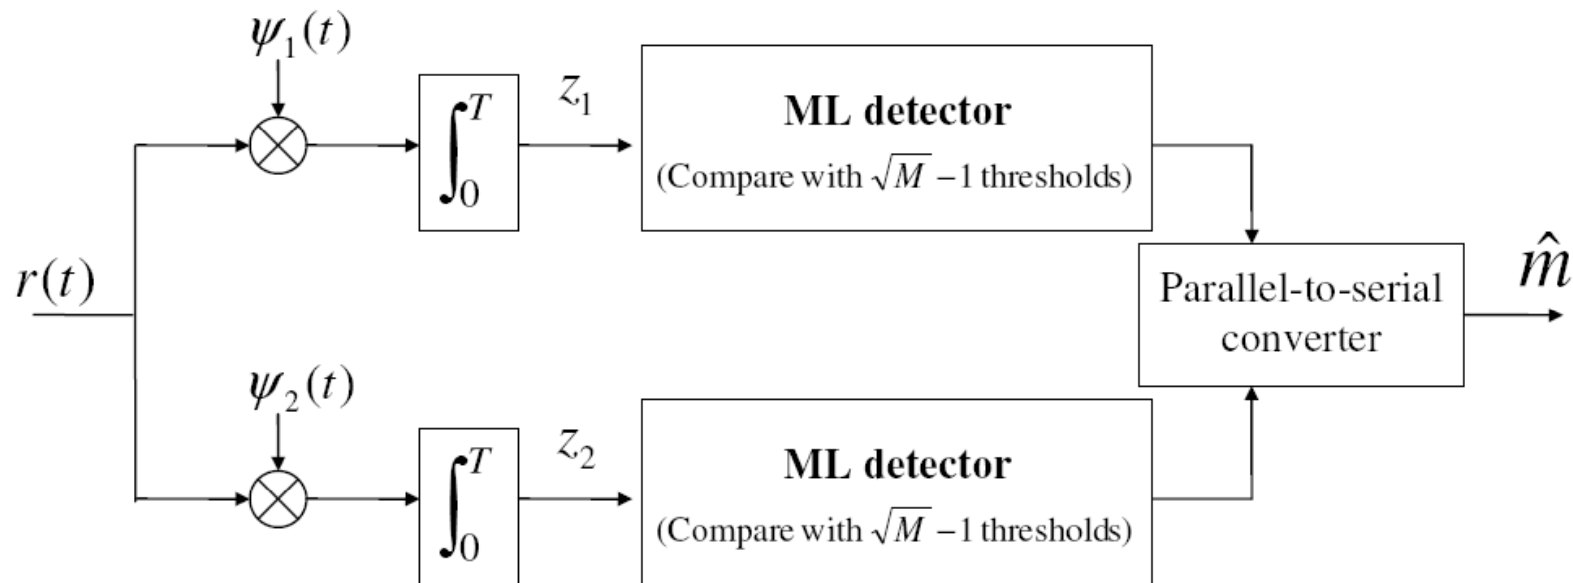 ψ₁(t)
∫₀ᵀ
z₁
ML detector
(Compare with √M −1 thresholds)
r(t)
Parallel-to-serial
converter
m̂
ψ₂(t)
∫₀ᵀ
z₂
ML detector
(Compare with √M −1 thresholds)